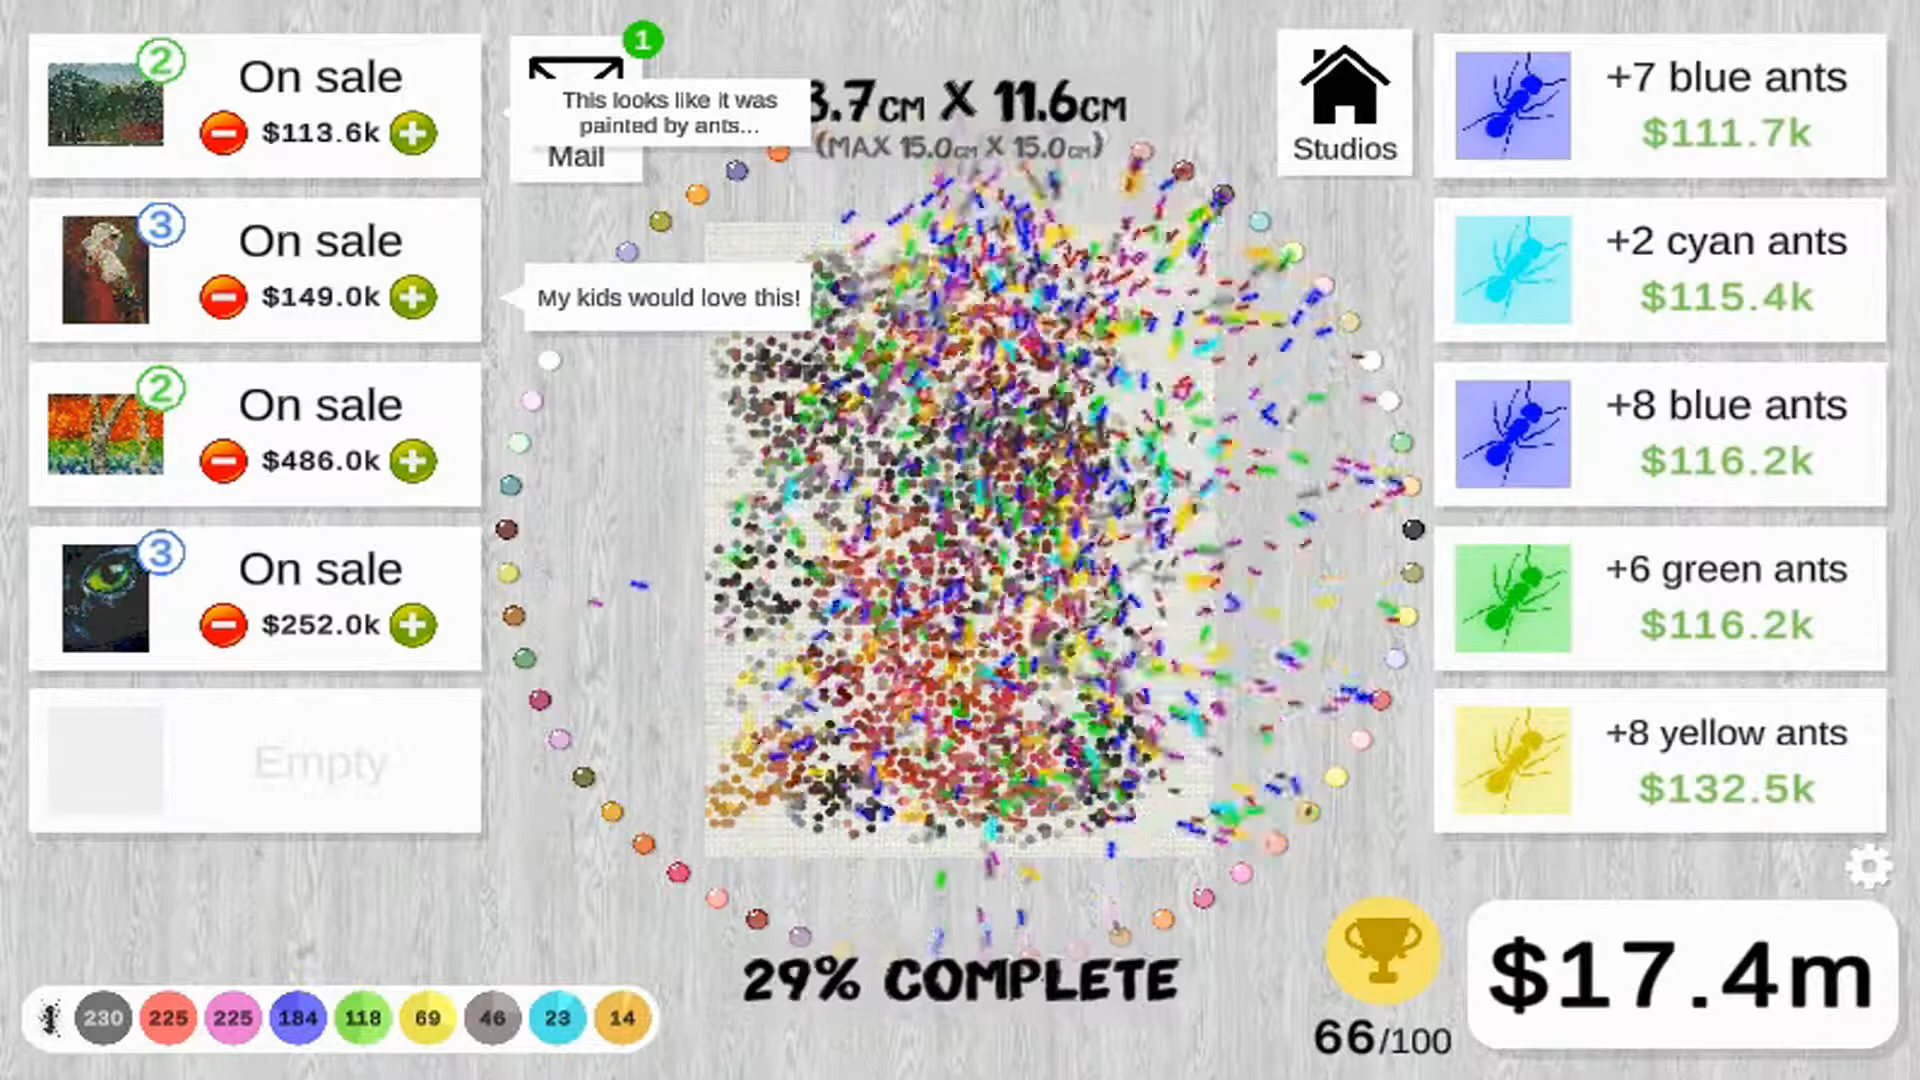 2
On sale
$113.6k
3
On sale
$149.0k
2
On sale
$486.0k
3
On sale
$252.0k
Empty
1
This looks like it was
painted by ants...
Mail
My kids would love this!
3.7cm X 11.6cm
(MAX 15.0cm X 15.0cm)
Studios
+7 blue ants
$111.7k
+2 cyan ants
$115.4k
+8 blue ants
$116.2k
+6 green ants
$116.2k
+8 yellow ants
$132.5k
29% COMPLETE
230 225 225 184 118 69 46 23 14
66/100
$17.4m